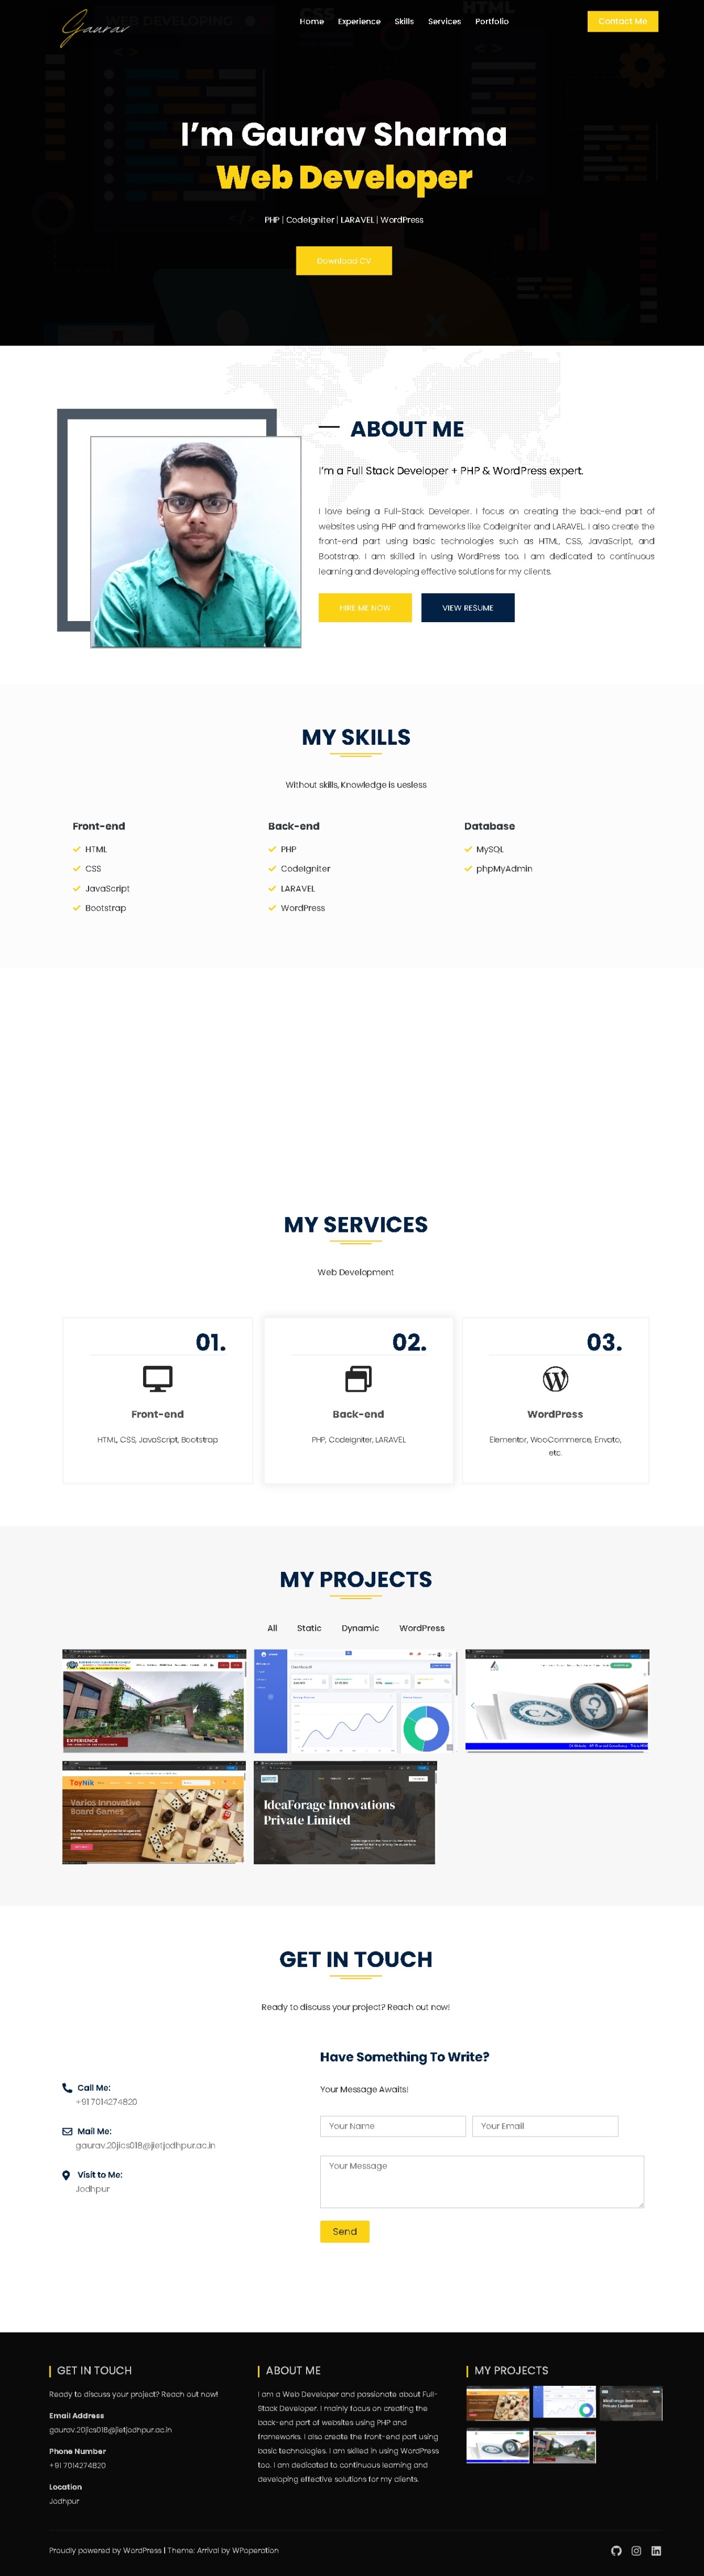 Gaurav
Home Experience Skills Services Portfolio
Contact Me
WEB DEVELOPING
CSS
HTML
I'm Gaurav Sharma
Web Developer
PHP | CodeIgniter | LARAVEL | WordPress
Download CV
ABOUT ME
I'm a Full Stack Developer + PHP & WordPress expert.
I love being a Full-Stack Developer. I focus on creating the back-end part of
websites using PHP and frameworks like CodeIgniter and LARAVEL. I also create the
front-end part using basic technologies such as HTML, CSS, JavaScript, and
Bootstrap. I am skilled in using WordPress too. I am dedicated to continuous
learning and developing effective solutions for my clients.
HIRE ME NOW
VIEW RESUME
MY SKILLS
Without skills, Knowledge is uesless
Front-end
HTML
CSS
JavaScript
Bootstrap
Back-end
PHP
CodeIgniter
LARAVEL
WordPress
Database
MySQL
phpMyAdmin
MY SERVICES
Web Development
01.
Front-end
HTML, CSS, JavaScript, Bootstrap
02.
Back-end
PHP, CodeIgniter, LARAVEL
03.
WordPress
Elementor, WooCommerce, Envato,
etc.
MY PROJECTS
All Static Dynamic WordPress
EXPERIENCE
Dashboard
ToyNik
Varios Innovative
Board Games
IdeaForage Innovations
Private Limited
GET IN TOUCH
Ready to discuss your project? Reach out now!
Call Me:
+91 7014274820
Mail Me:
gaurav.20jics018@jietjodhpur.ac.in
Visit to Me:
Jodhpur
Have Something To Write?
Your Message Awaits!
Your Name
Your Email
Your Message
Send
GET IN TOUCH
Ready to discuss your project? Reach out now!
Email Address
gaurav.20jics018@jietjodhpur.ac.in
Phone Number
+91 7014274820
Location
Jodhpur
ABOUT ME
I am a Web Developer and passionate about Full-
Stack Developer. I mainly focus on creating the
back-end part of websites using PHP and
frameworks. I also create the front-end part using
basic technologies. I am skilled in using WordPress
too. I am dedicated to continuous learning and
developing effective solutions for my clients.
MY PROJECTS
Proudly powered by WordPress | Theme: Arrival by WPoperation